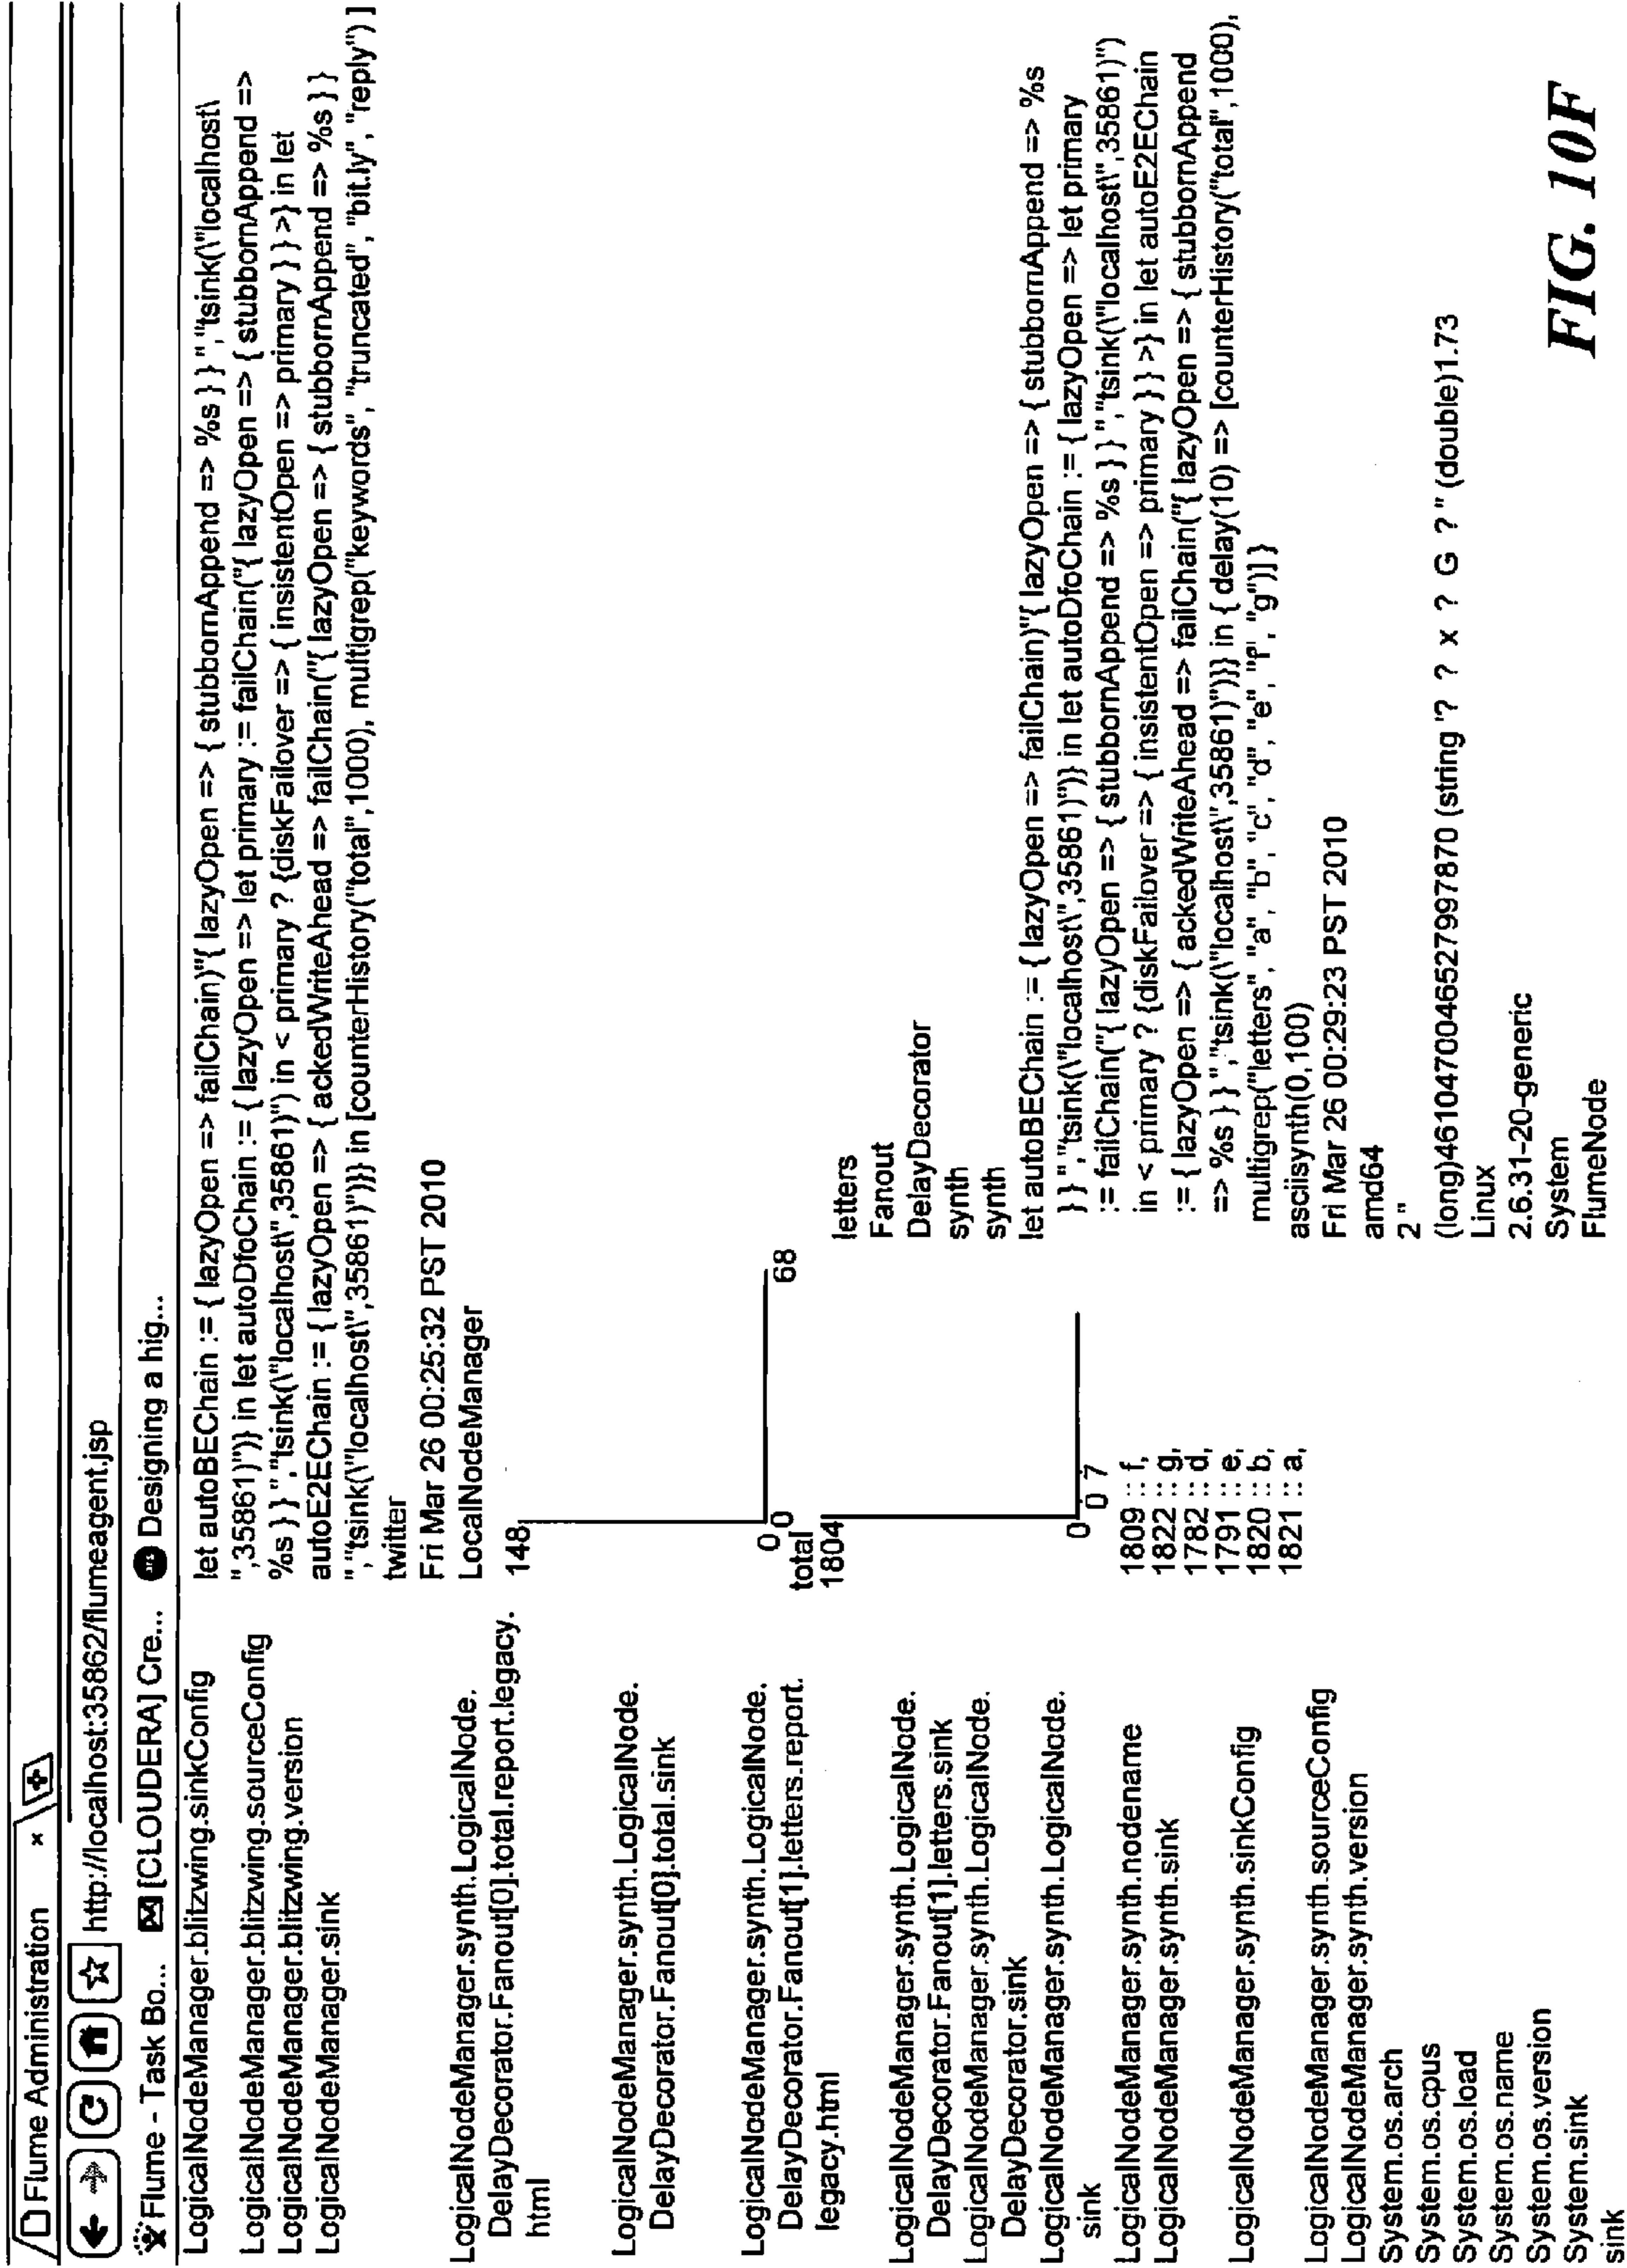 Flume Administration ×
http://localhost:35862/flumeagent.jsp
Flume - Task Bo... [CLOUDERA] Cre... Designing a hig...
LogicalNodeManager.blitzwing.sinkConfig
LogicalNodeManager.blitzwing.sourceConfig
LogicalNodeManager.blitzwing.version
LogicalNodeManager.sink
LogicalNodeManager.synth.LogicalNode.
DelayDecorator.Fanout[0].total.report.legacy.
html
LogicalNodeManager.synth.LogicalNode.
DelayDecorator.Fanout[0].total.sink
LogicalNodeManager.synth.LogicalNode.
DelayDecorator.Fanout[1].letters.report.
legacy.html
LogicalNodeManager.synth.LogicalNode.
DelayDecorator.Fanout[1].letters.sink
LogicalNodeManager.synth.LogicalNode.
DelayDecorator.sink
LogicalNodeManager.synth.LogicalNode.
sink
LogicalNodeManager.synth.nodename
LogicalNodeManager.synth.sink
LogicalNodeManager.synth.sinkConfig
LogicalNodeManager.synth.sourceConfig
LogicalNodeManager.synth.version
System.os.arch
System.os.cpus
System.os.load
System.os.name
System.os.version
System.sink
sink
let autoBEChain := { lazyOpen => failChain)"{ lazyOpen => { stubbornAppend => %s } } ","tsink(\"localhost\
",35861)")} in let autoDfoChain := { lazyOpen => let primary := failChain("{ lazyOpen => { stubbornAppend =>
%s } } ","tsink(\"localhost\",35861)") in < primary ? {diskFailover => { insistentOpen => primary } } >} in let
autoE2EChain := { lazyOpen => { ackedWriteAhead => failChain("{ lazyOpen => { stubbornAppend => %s } }
", "tsink(\"localhost\",35861)")}} in [counterHistory("total",1000), multigrep("keywords", "truncated", "bit.ly", "reply") ]
twitter
Fri Mar 26 00:25:32 PST 2010
LocalNodeManager
148
0
0
68
total
1804
0
0 7
1809 :: f,
1822 :: g,
1782 :: d,
1791 :: e,
1820 :: b,
1821 :: a,
letters
Fanout
DelayDecorator
synth
synth
let autoBEChain := { lazyOpen => failChain)"{ lazyOpen => { stubbornAppend => %s
} } ","tsink(\"localhost\",35861)")} in let autoDfoChain := { lazyOpen => let primary
:= failChain("{ lazyOpen => { stubbornAppend => %s } } ","tsink(\"localhost\",35861)")
in < primary ? {diskFailover => { insistentOpen => primary } } >} in let autoE2EChain
:= { lazyOpen => { ackedWriteAhead => failChain("{ lazyOpen => { stubbornAppend
=> %s } } ","tsink(\"localhost\",35861)")}} in { delay(10) => [counterHistory("total",1000),
multigrep("letters", "a", "b", "c", "d", "e", "f", "g")] }
asciisynth(0,100)
Fri Mar 26 00:29:23 PST 2010
amd64
2 "
(long)4610470046527997870 (string '? ? x ? G ? " (double)1.73
Linux
2.6.31-20-generic
System
FlumeNode
FIG. 10F